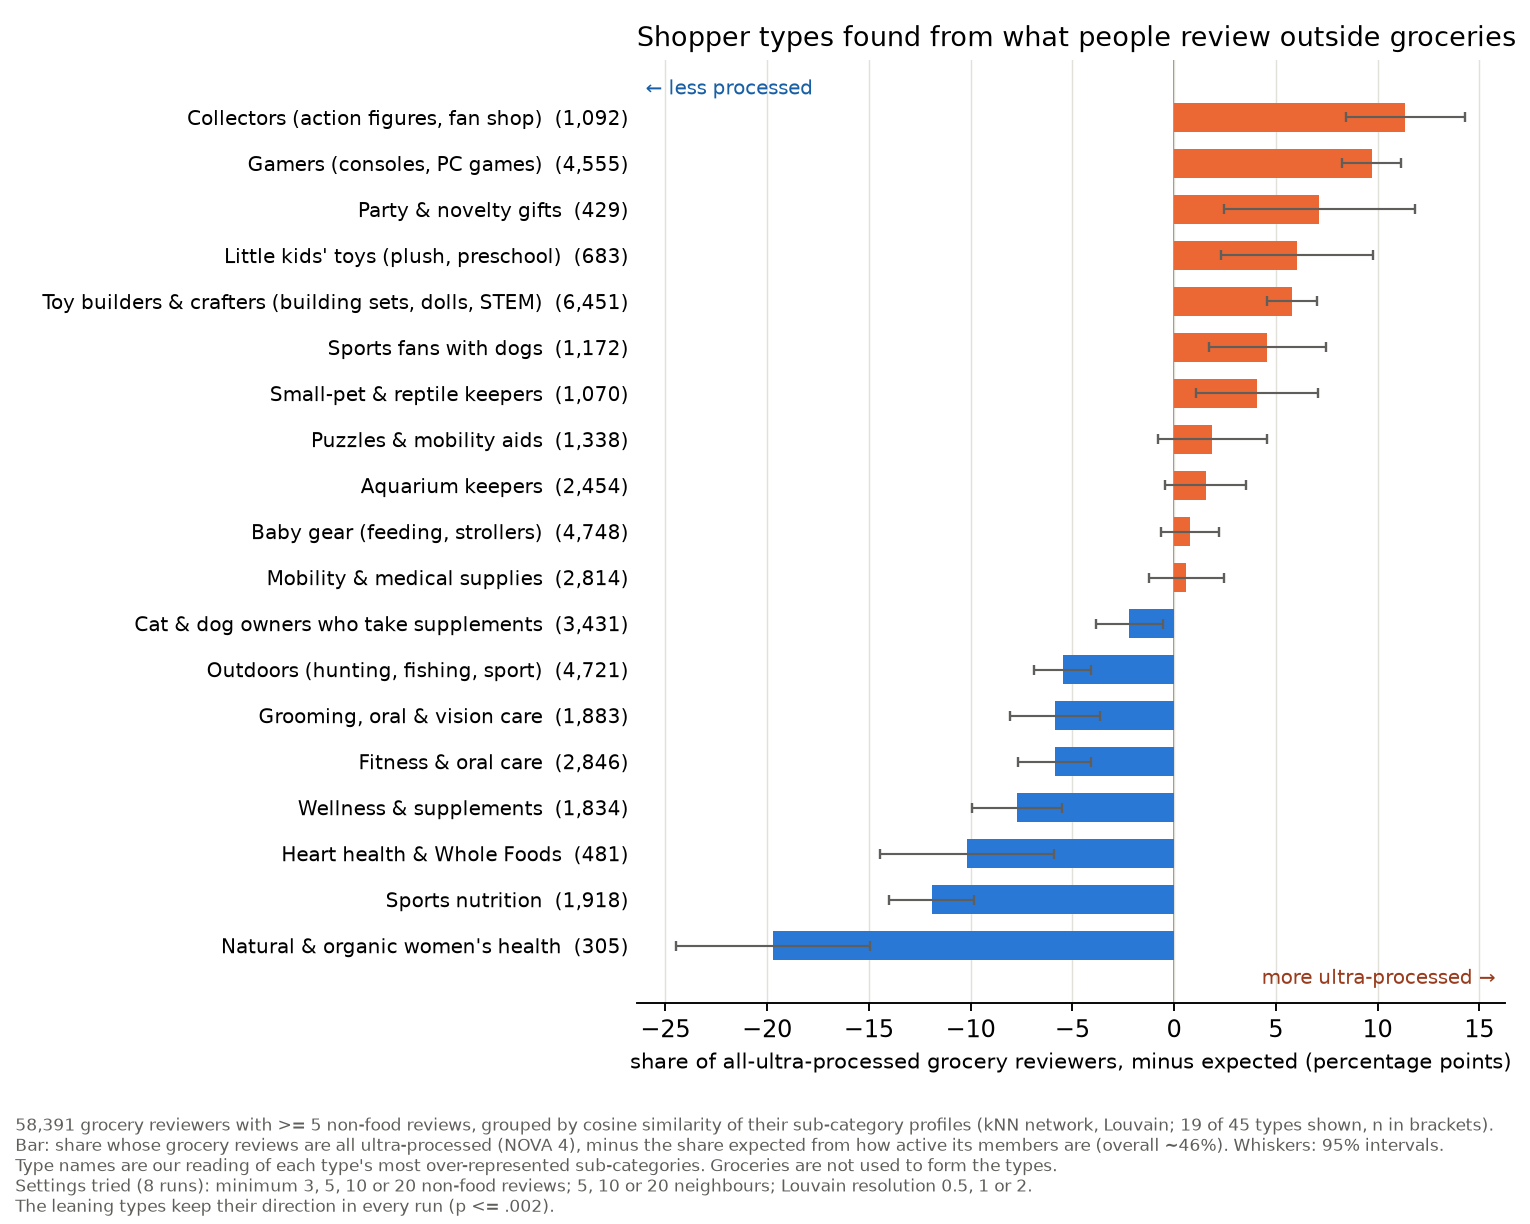 Shopper types found from what people review outside groceries
← less processed
Collectors (action figures, fan shop) (1,092)
Gamers (consoles, PC games) (4,555)
Party & novelty gifts (429)
Little kids' toys (plush, preschool) (683)
Toy builders & crafters (building sets, dolls, STEM) (6,451)
Sports fans with dogs (1,172)
Small-pet & reptile keepers (1,070)
Puzzles & mobility aids (1,338)
Aquarium keepers (2,454)
Baby gear (feeding, strollers) (4,748)
Mobility & medical supplies (2,814)
Cat & dog owners who take supplements (3,431)
Outdoors (hunting, fishing, sport) (4,721)
Grooming, oral & vision care (1,883)
Fitness & oral care (2,846)
Wellness & supplements (1,834)
Heart health & Whole Foods (481)
Sports nutrition (1,918)
Natural & organic women's health (305)
more ultra-processed →
−25 −20 −15 −10 −5 0 5 10 15
share of all-ultra-processed grocery reviewers, minus expected (percentage points)
58,391 grocery reviewers with >= 5 non-food reviews, grouped by cosine similarity of their sub-category profiles (kNN network, Louvain; 19 of 45 types shown, n in brackets).
Bar: share whose grocery reviews are all ultra-processed (NOVA 4), minus the share expected from how active its members are (overall ~46%). Whiskers: 95% intervals.
Type names are our reading of each type's most over-represented sub-categories. Groceries are not used to form the types.
Settings tried (8 runs): minimum 3, 5, 10 or 20 non-food reviews; 5, 10 or 20 neighbours; Louvain resolution 0.5, 1 or 2.
The leaning types keep their direction in every run (p <= .002).